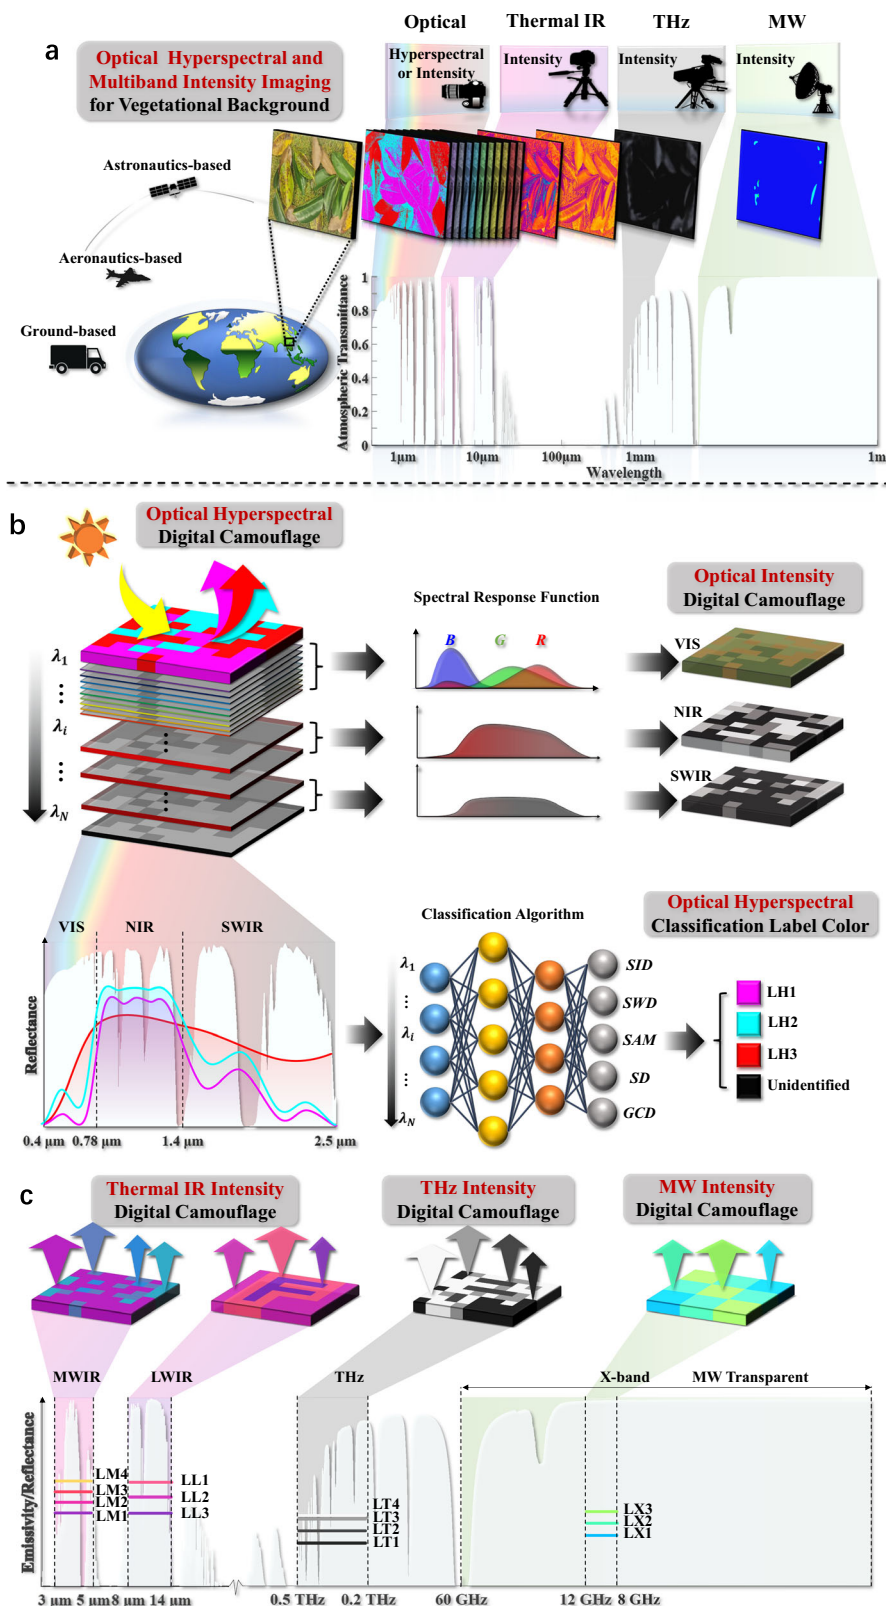 Optical
Thermal IR
THz
MW
a
Optical Hyperspectral and
Multiband Intensity Imaging
for Vegetational Background
Hyperspectral
or Intensity
Intensity
Intensity
Intensity
Astronautics-based
Aeronautics-based
Ground-based
Atmospheric Transmittance
1
0.8
0.6
0.4
0.2
0
1μm
10μm
100μm
1mm
1m
Wavelength
b
Optical Hyperspectral
Digital Camouflage
λ1
⋮
λi
⋮
λN
Spectral Response Function
B
G
R
Optical Intensity
Digital Camouflage
VIS
NIR
SWIR
VIS
NIR
SWIR
Reflectance
0.4 μm
0.78 μm
1.4 μm
2.5 μm
Classification Algorithm
λ1
⋮
λi
⋮
λN
SID
SWD
SAM
SD
GCD
Optical Hyperspectral
Classification Label Color
LH1
LH2
LH3
Unidentified
c
Thermal IR Intensity
Digital Camouflage
THz Intensity
Digital Camouflage
MW Intensity
Digital Camouflage
MWIR
LWIR
THz
X-band
MW Transparent
Emissivity/Reflectance
LM4
LM3
LM2
LM1
LL1
LL2
LL3
LT4
LT3
LT2
LT1
LX3
LX2
LX1
3 μm
5 μm
8 μm
14 μm
0.5 THz
0.2 THz
60 GHz
12 GHz
8 GHz